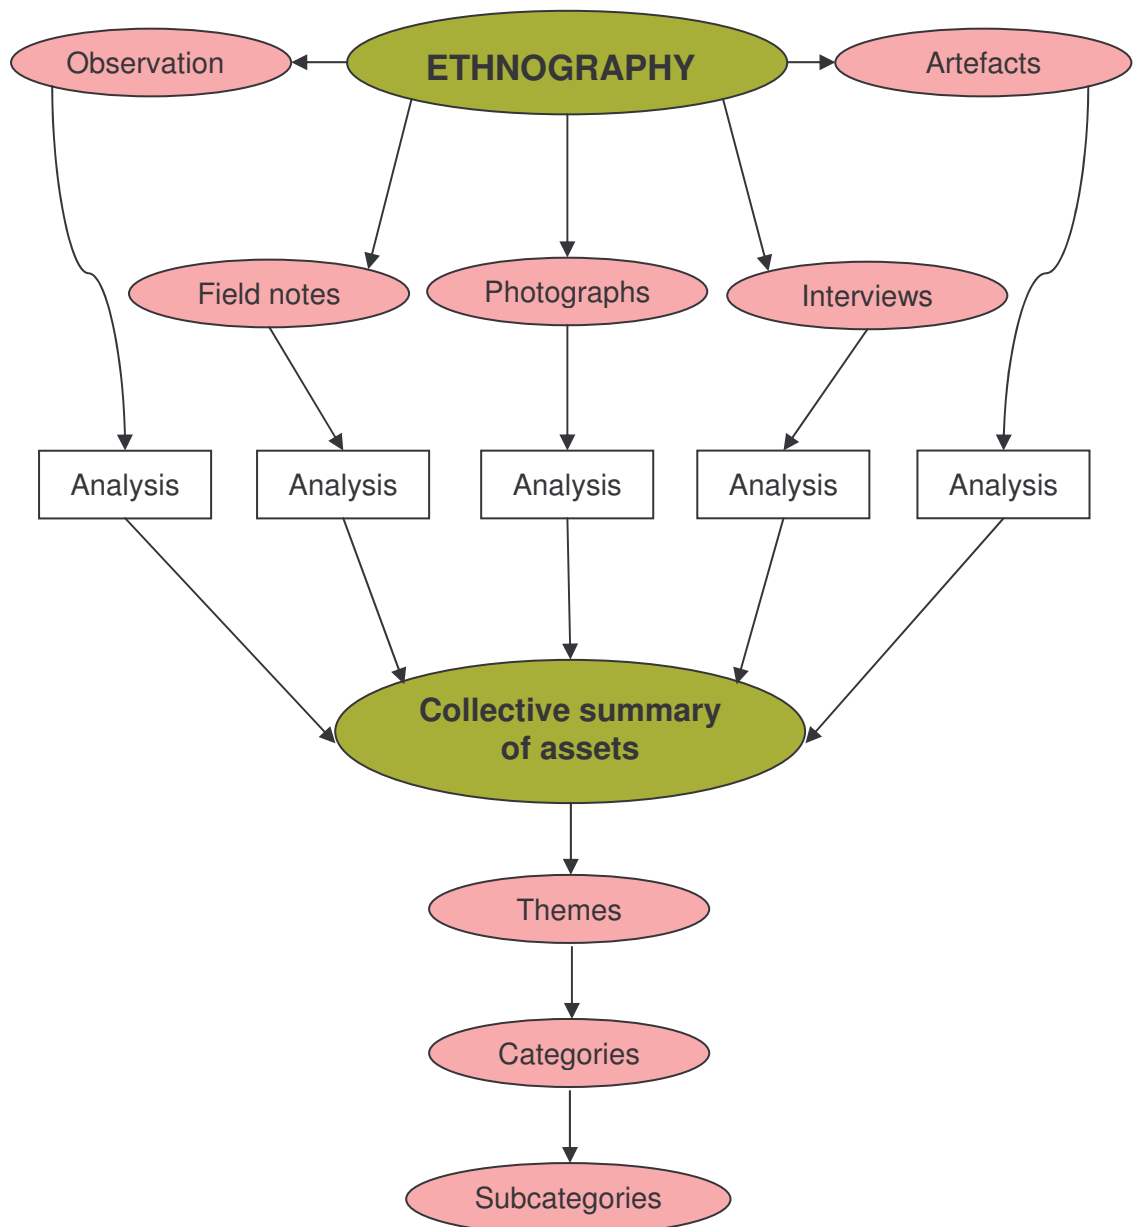 Observation
ETHNOGRAPHY
Artefacts
Field notes
Photographs
Interviews
Analysis
Analysis
Analysis
Analysis
Analysis
Collective summary
of assets
Themes
Categories
Subcategories